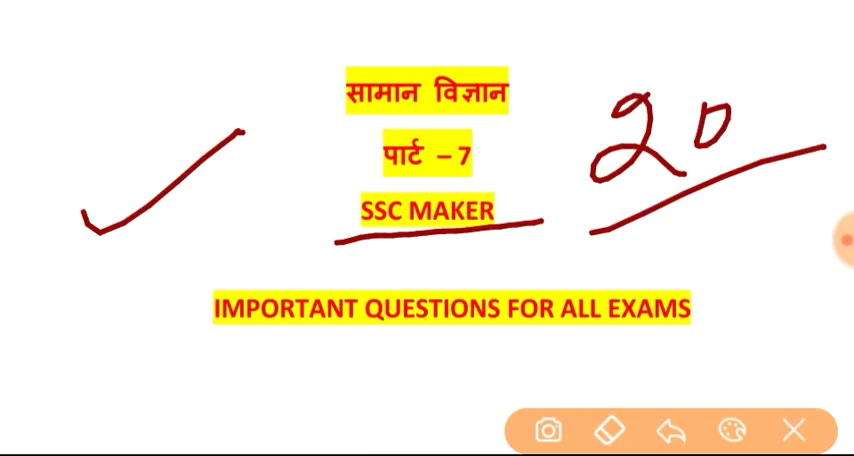 सामान विज्ञान
पार्ट – 7
20
SSC MAKER
IMPORTANT QUESTIONS FOR ALL EXAMS